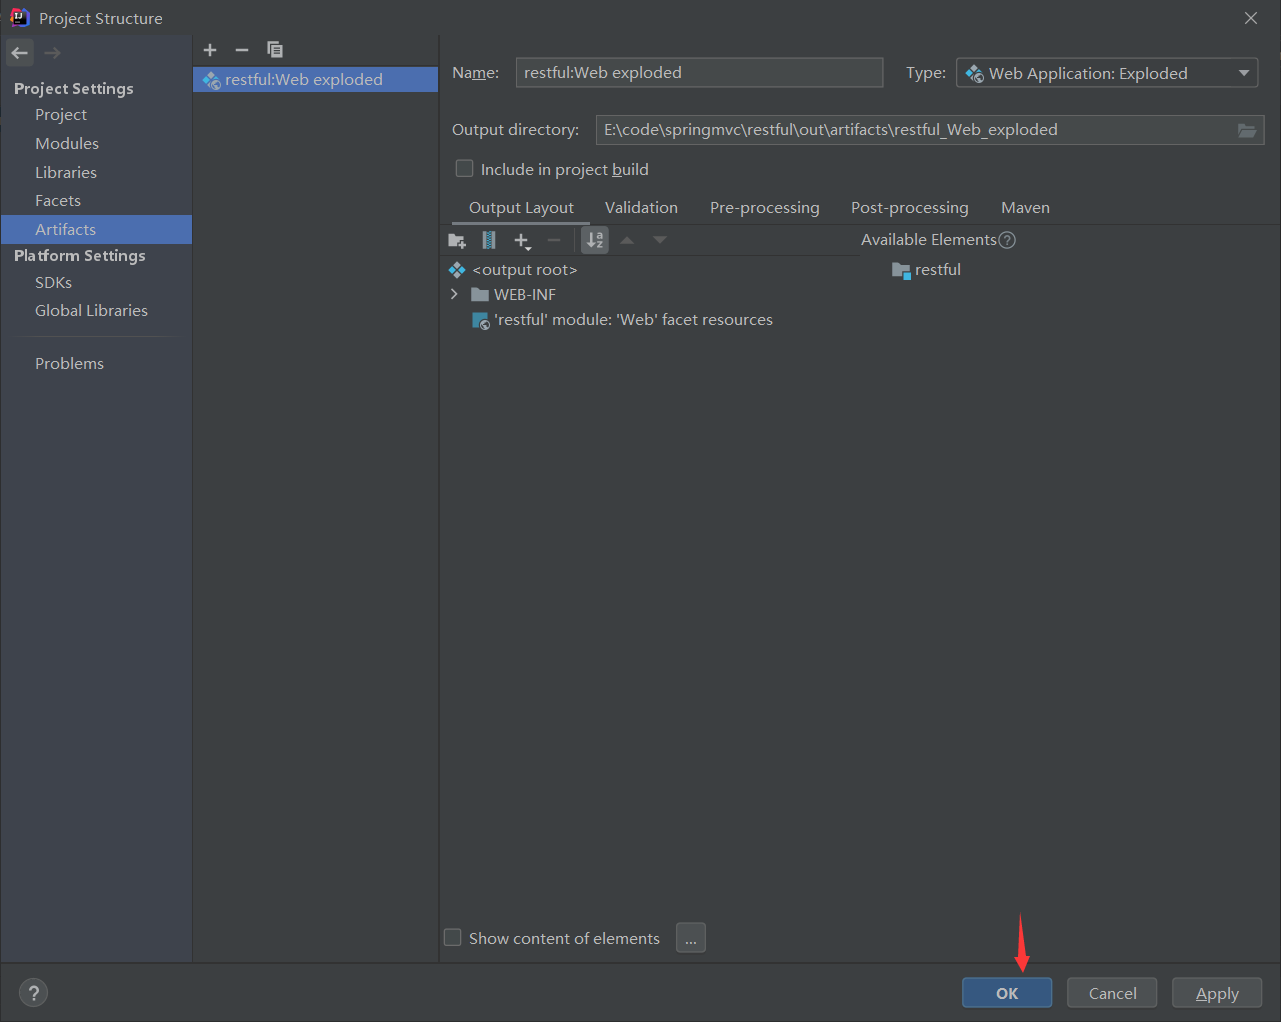 Project Structure
Project Settings
Project
Modules
Libraries
Facets
Artifacts
Platform Settings
SDKs
Global Libraries
Problems
restful:Web exploded
Name: restful:Web exploded Type: Web Application: Exploded
Output directory: E:\code\springmvc\restful\out\artifacts\restful_Web_exploded
Include in project build
Output Layout Validation Pre-processing Post-processing Maven
Available Elements ?
<output root>
WEB-INF
'restful' module: 'Web' facet resources
restful
Show content of elements ...
? OK Cancel Apply